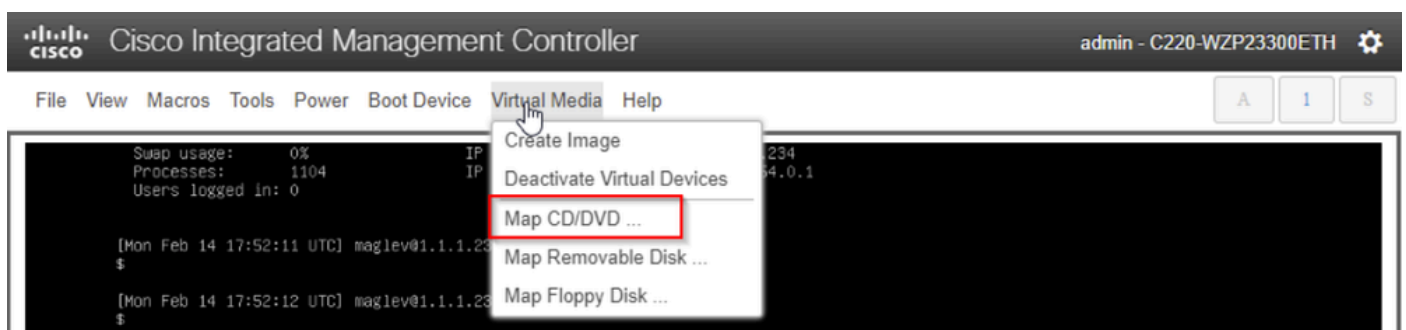 cisco Cisco Integrated Management Controller admin - C220-WZP23300ETH
File View Macros Tools Power Boot Device Virtual Media Help A 1 S
Create Image
Deactivate Virtual Devices
Map CD/DVD ...
Map Removable Disk ...
Map Floppy Disk ...
Swap usage: 0% IP .234
Processes: 1104 IP 4.0.1
Users logged in: 0
[Mon Feb 14 17:52:11 UTC] maglev@1.1.1.23
$
[Mon Feb 14 17:52:12 UTC] maglev@1.1.1.23
$